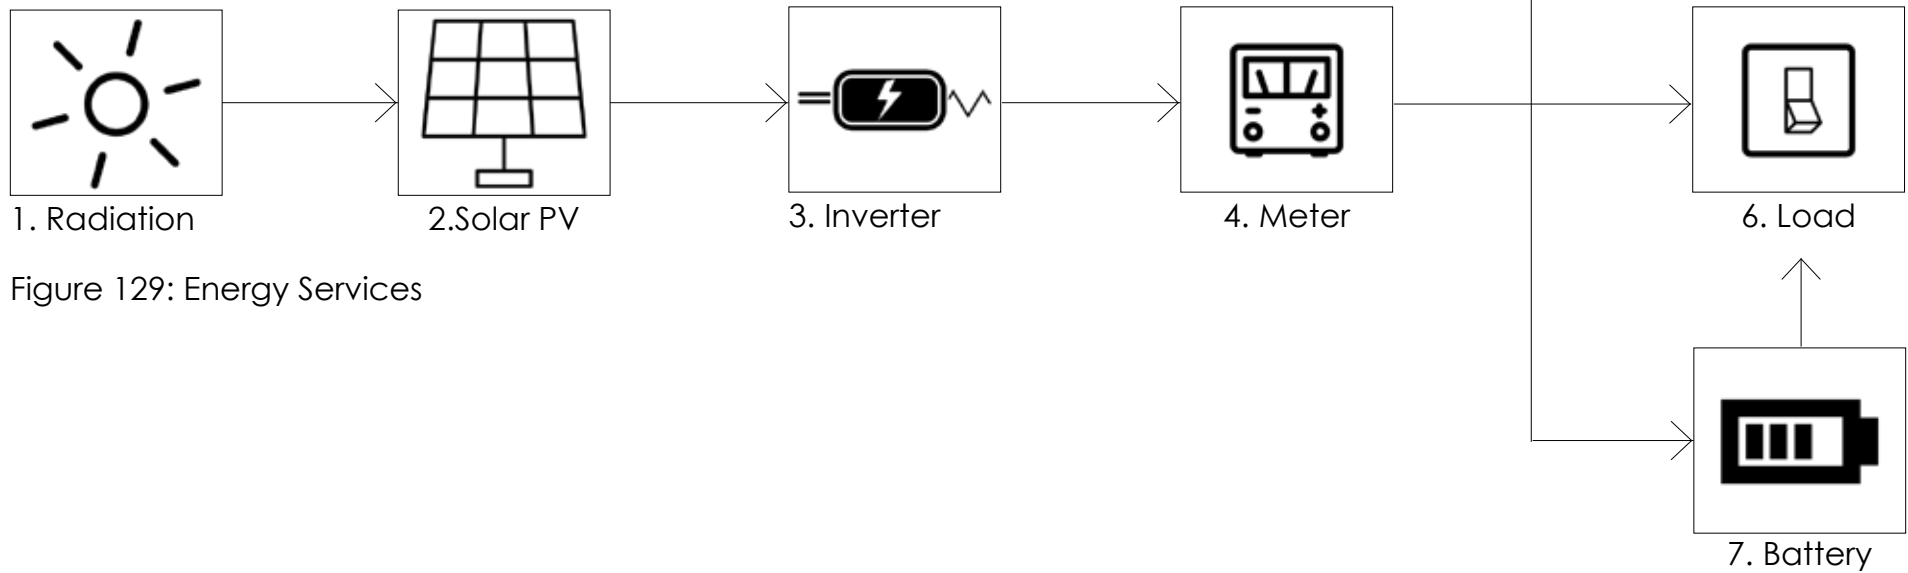 1. Radiation
2.Solar PV
3. Inverter
4. Meter
6. Load
Figure 129: Energy Services
7. Battery